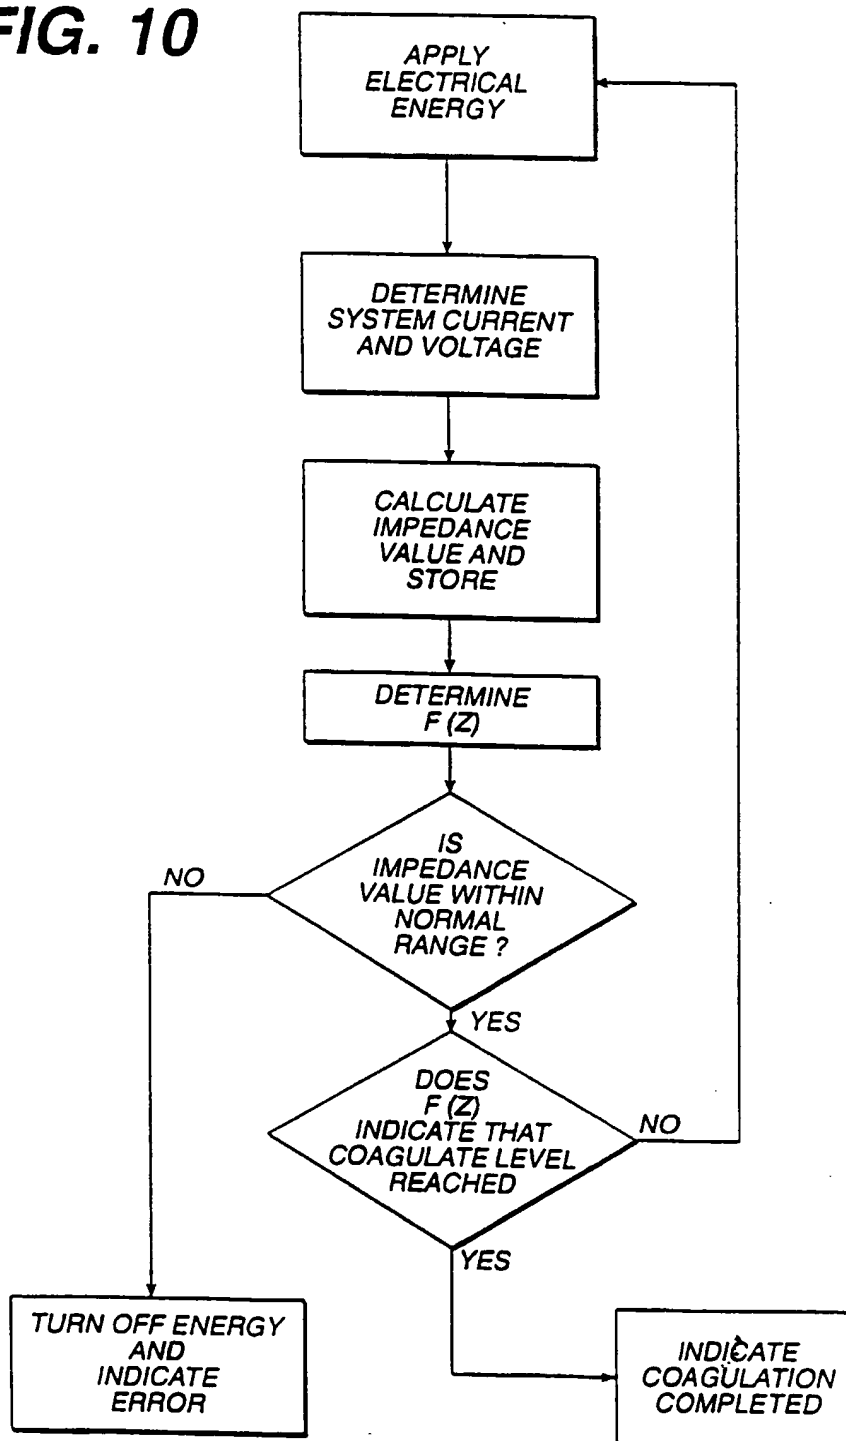 FIG. 10
APPLY
ELECTRICAL
ENERGY
DETERMINE
SYSTEM CURRENT
AND VOLTAGE
CALCULATE
IMPEDANCE
VALUE AND
STORE
DETERMINE
F (Z)
IS
IMPEDANCE
VALUE WITHIN
NORMAL
RANGE ?
NO
YES
DOES
F (Z)
INDICATE THAT
COAGULATE LEVEL
REACHED
NO
YES
TURN OFF ENERGY
AND
INDICATE
ERROR
INDICATE
COAGULATION
COMPLETED